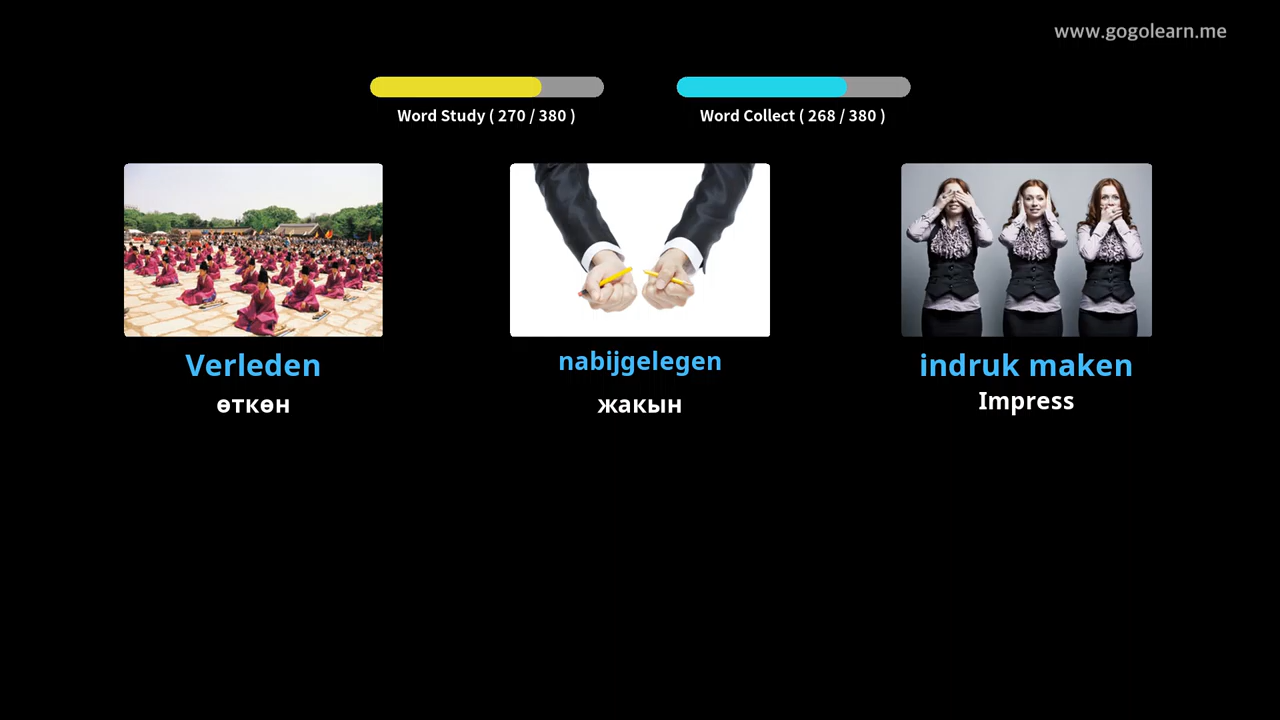 www.gogolearn.me
Word Study ( 270 / 380 )
Word Collect ( 268 / 380 )
Verleden
өткөн
nabijgelegen
жакын
indruk maken
Impress